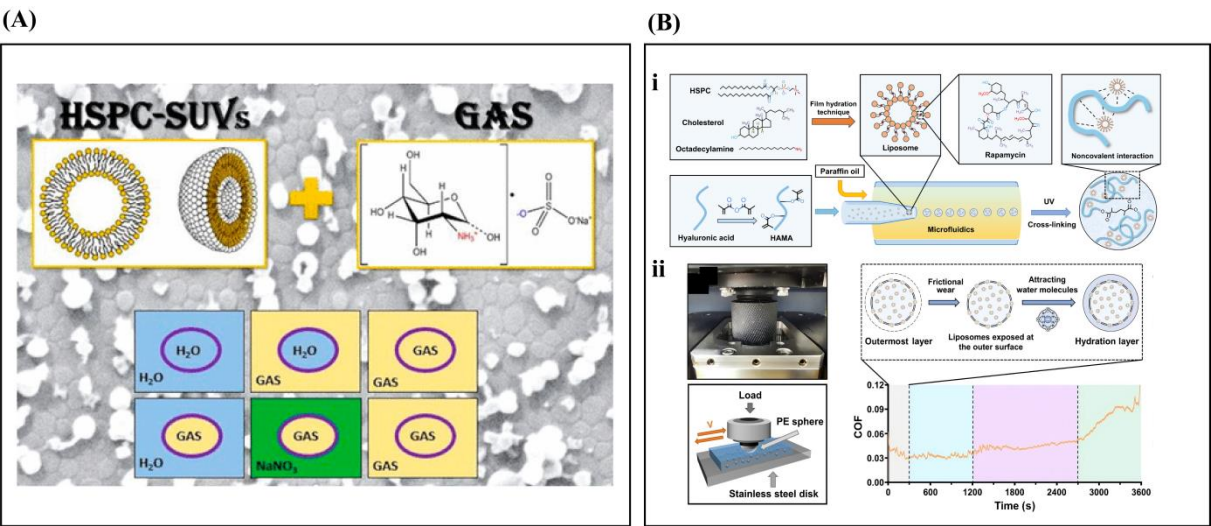 (A)
HSPC-SUVs
GAS
OH
HO
HO
OH
H
H
H
NH3+
OH
H
-O
O
S
O
O-Na+
H2O
H2O
H2O
GAS
GAS
GAS
GAS
H2O
GAS
NaNO3
GAS
GAS
(B)
i
HSPC
Cholesterol
Octadecylamine
Film hydration
technique
Liposome
Rapamycin
Noncovalent interaction
Hyaluronic acid
HAMA
Paraffin oil
Microfluidics
UV
Cross-linking
ii
Load
V
PE sphere
Stainless steel disk
Outermost layer
Frictional
wear
Liposomes exposed at
the outer surface
Attracting
water molecules
Hydration layer
COF
0.12
0.09
0.06
0.03
0.00
0
600
1200
1800
2400
3000
3600
Time (s)